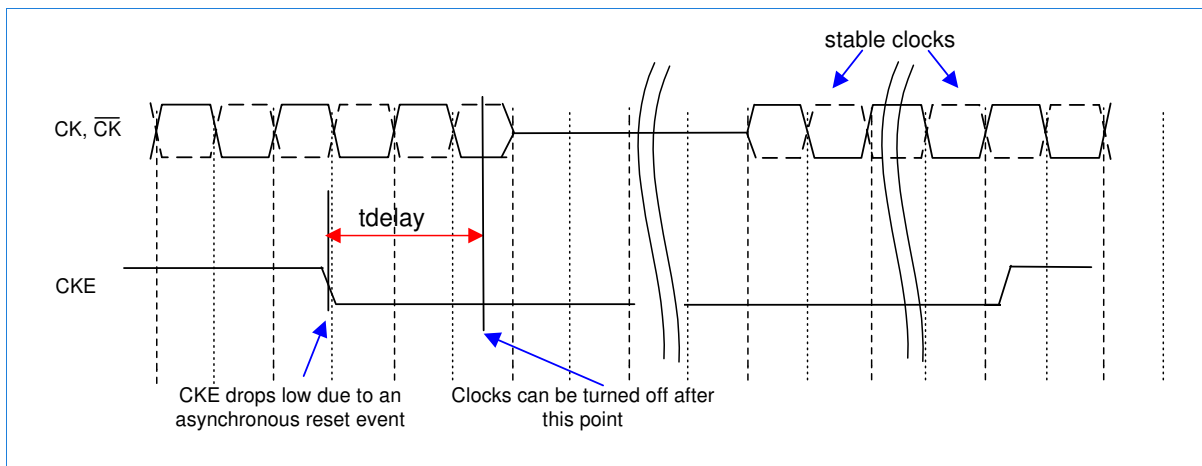 stable clocks
CK, C̅K̅
tdelay
CKE
CKE drops low due to an
asynchronous reset event
Clocks can be turned off after
this point